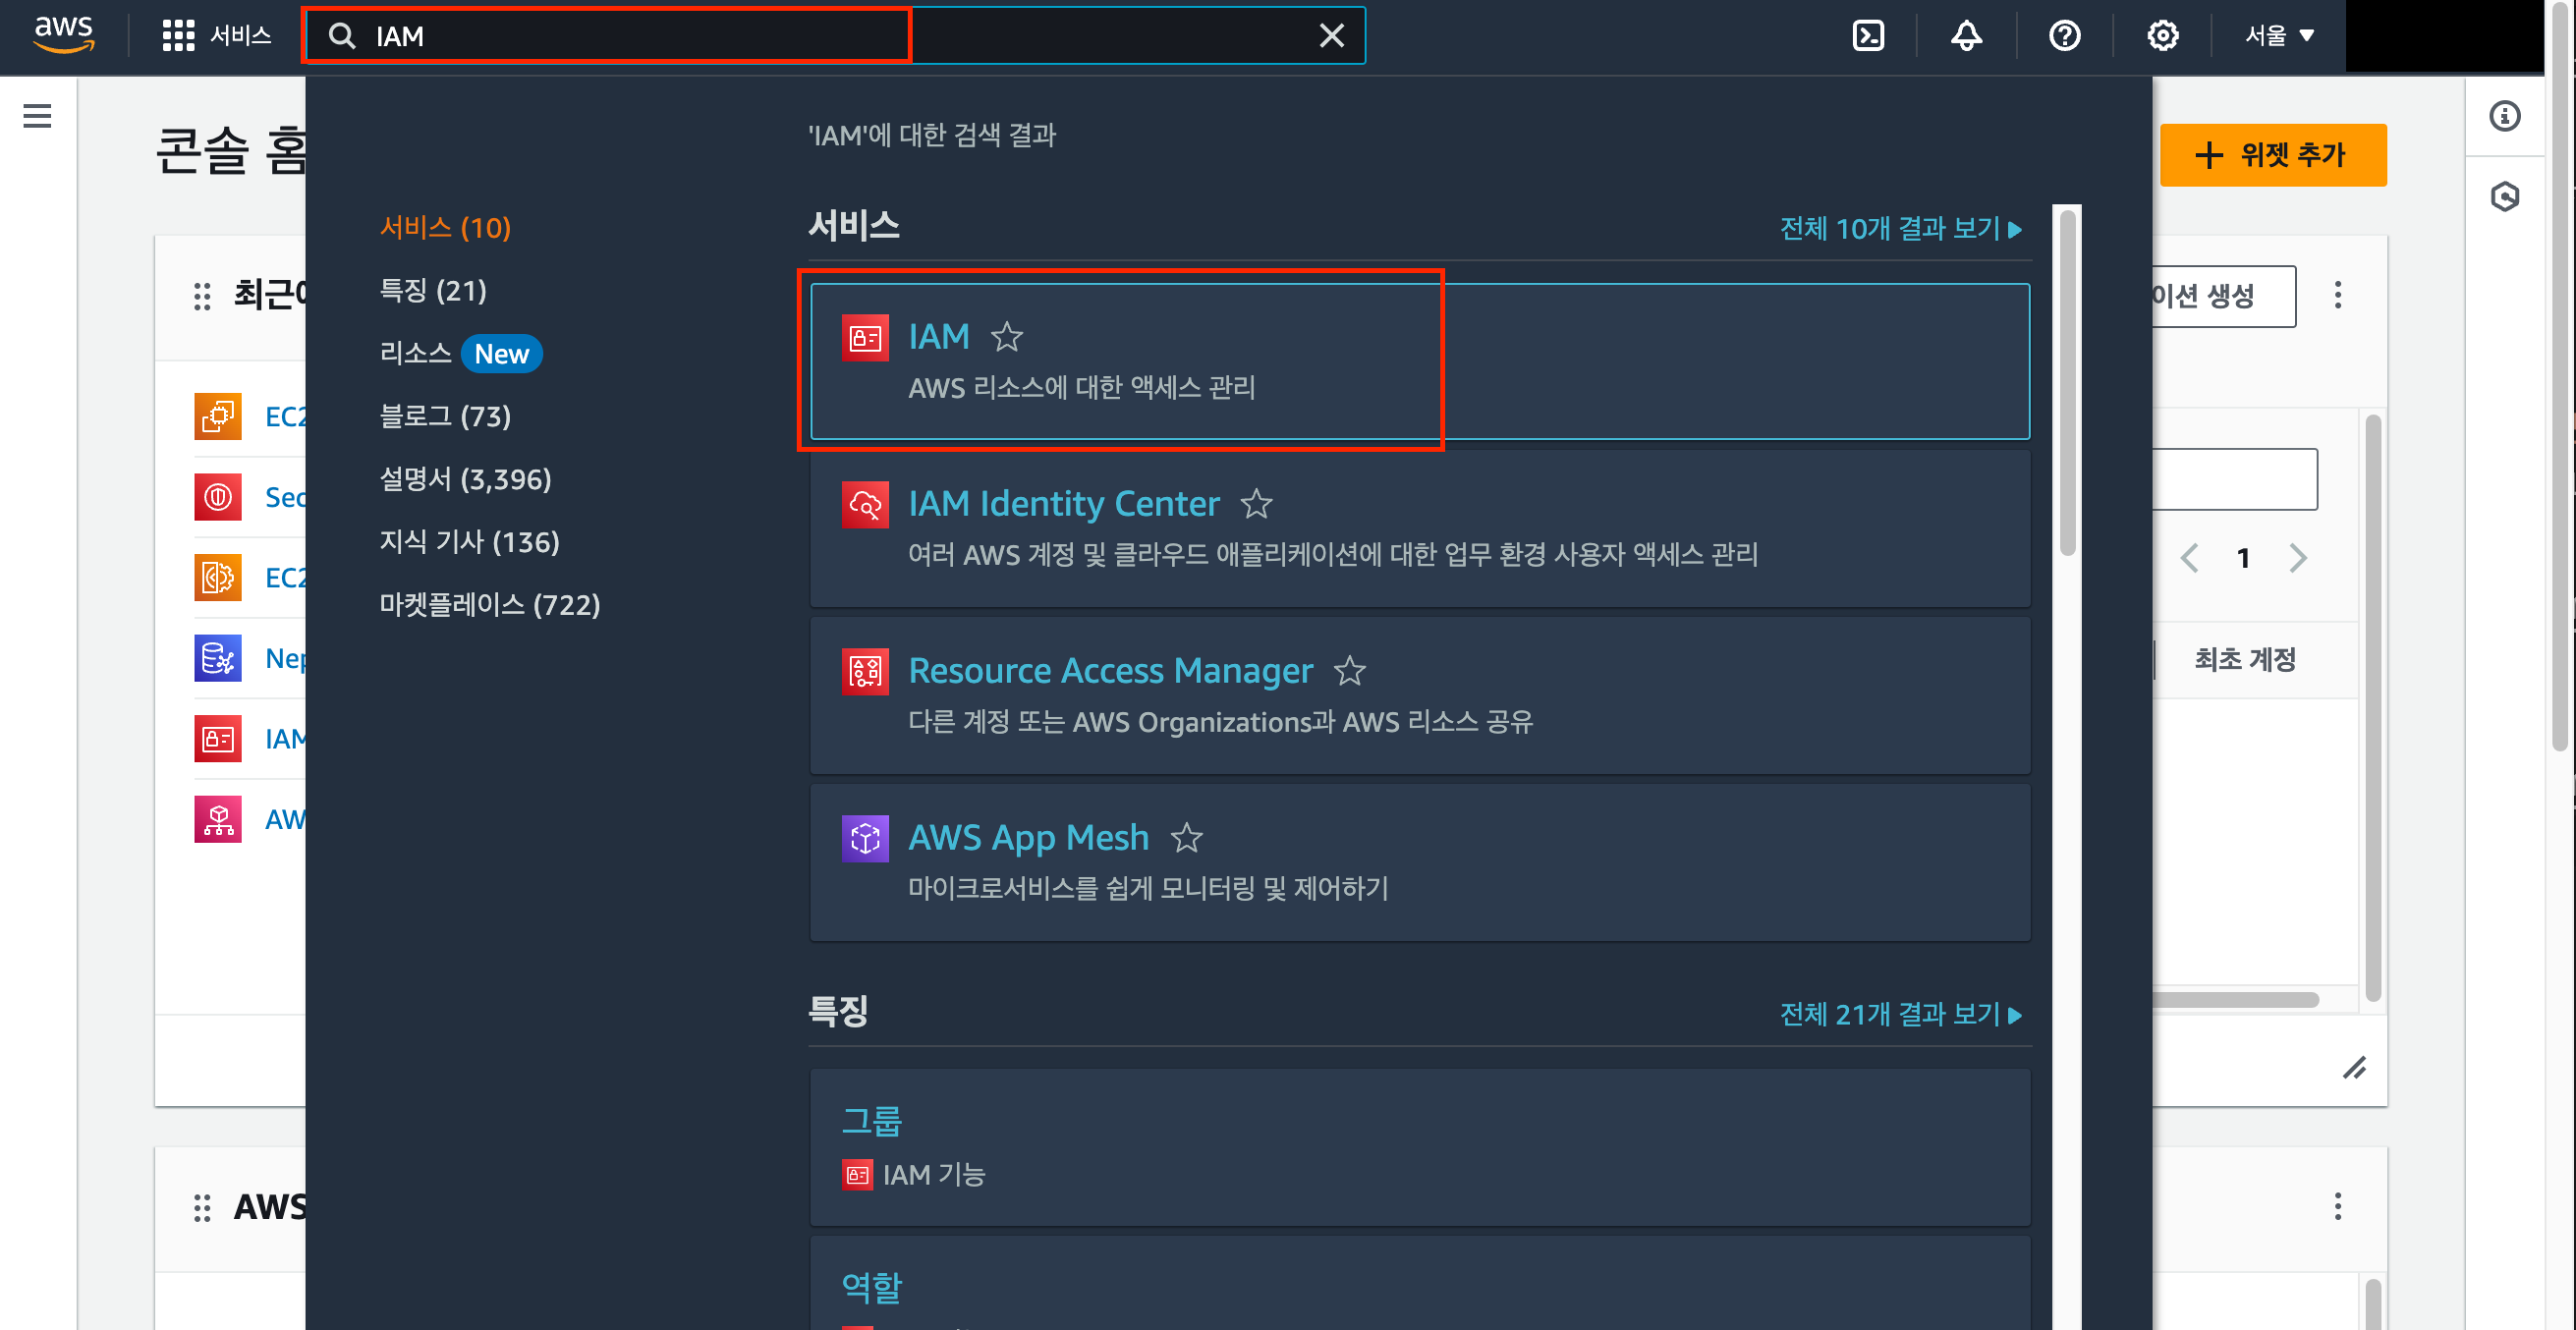 aws
서비스
IAM
서울
콘솔 홈
'IAM'에 대한 검색 결과
위젯 추가
서비스 (10)
특징 (21)
리소스 New
블로그 (73)
설명서 (3,396)
지식 기사 (136)
마켓플레이스 (722)
서비스
전체 10개 결과 보기
IAM
AWS 리소스에 대한 액세스 관리
IAM Identity Center
여러 AWS 계정 및 클라우드 애플리케이션에 대한 업무 환경 사용자 액세스 관리
Resource Access Manager
다른 계정 또는 AWS Organizations과 AWS 리소스 공유
AWS App Mesh
마이크로서비스를 쉽게 모니터링 및 제어하기
특징
전체 21개 결과 보기
그룹
IAM 기능
역할
최근에
EC2
Sec
EC2
Nep
IAM
AW
AWS
이션 생성
1
최초 계정